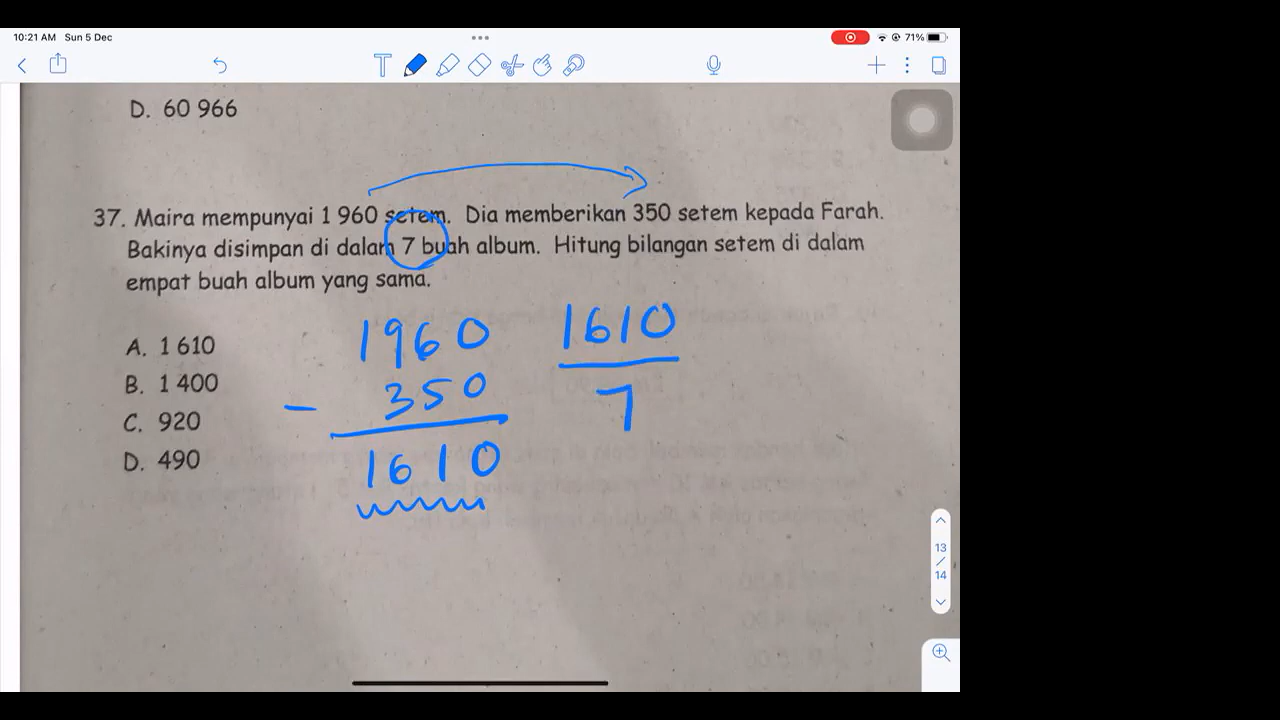 10:21 AM Sun 5 Dec
71%
T
D. 60 966
37. Maira mempunyai 1 960 setem. Dia memberikan 350 setem kepada Farah.
Bakinya disimpan di dalam 7 buah album. Hitung bilangan setem di dalam
empat buah album yang sama.
A. 1 610
B. 1 400
C. 920
D. 490
1960
- 350
1610
1610
7
13
/
14